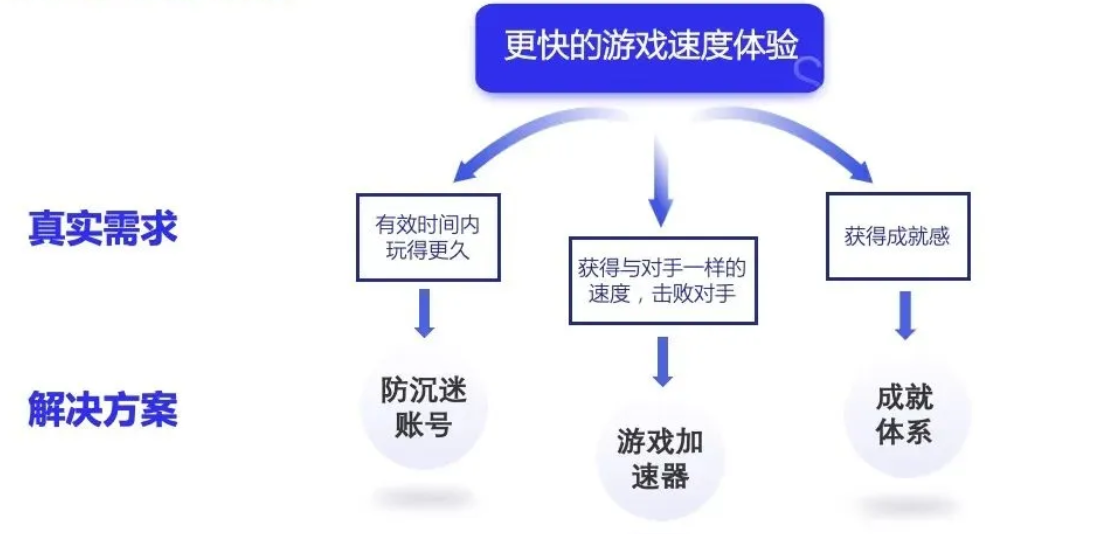 更快的游戏速度体验
真实需求
有效时间内
玩得更久
获得与对手一样的
速度，击败对手
获得成就感
解决方案
防沉迷
账号
游戏加
速器
成就
体系